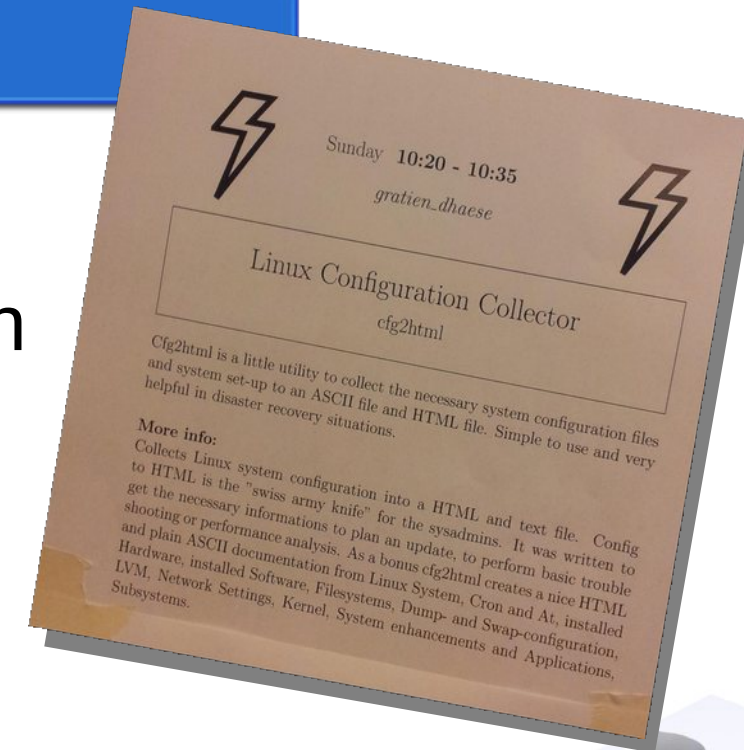 n
Sunday 10:20 - 10:35
gratien_dhaese
Linux Configuration Collector
cfg2html
Cfg2html is a little utility to collect the necessary system configuration files
and system set-up to an ASCII file and HTML file. Simple to use and very
helpful in disaster recovery situations.
More info:
Collects Linux system configuration into a HTML and text file. Config
to HTML is the "swiss army knife" for the sysadmins. It was written to
get the necessary informations to plan an update, to perform basic trouble
shooting or performance analysis. As a bonus cfg2html creates a nice HTML
and plain ASCII documentation from Linux System, Cron and At, installed
Hardware, installed Software, Filesystems, Dump- and Swap-configuration,
LVM, Network Settings, Kernel, System enhancements and Applications,
Subsystems.